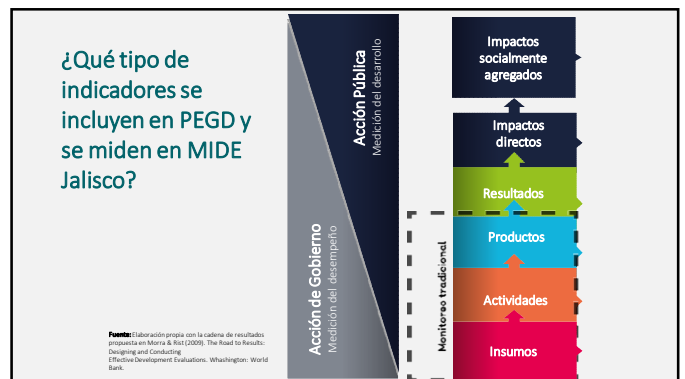 ¿Qué tipo de
indicadores se
incluyen en PEGD y
se miden en MIDE
Jalisco?
Fuente: Elaboración propia con la cadena de resultados
propuesta en Morra & Rist (2009). The Road to Results:
Designing and Conducting
Effective Development Evaluations. Whashington: World
Bank.
Acción Pública
Medición del desarrollo
Acción de Gobierno
Medición del desempeño
Monitoreo tradicional
Impactos
socialmente
agregados
Impactos
directos
Resultados
Productos
Actividades
Insumos